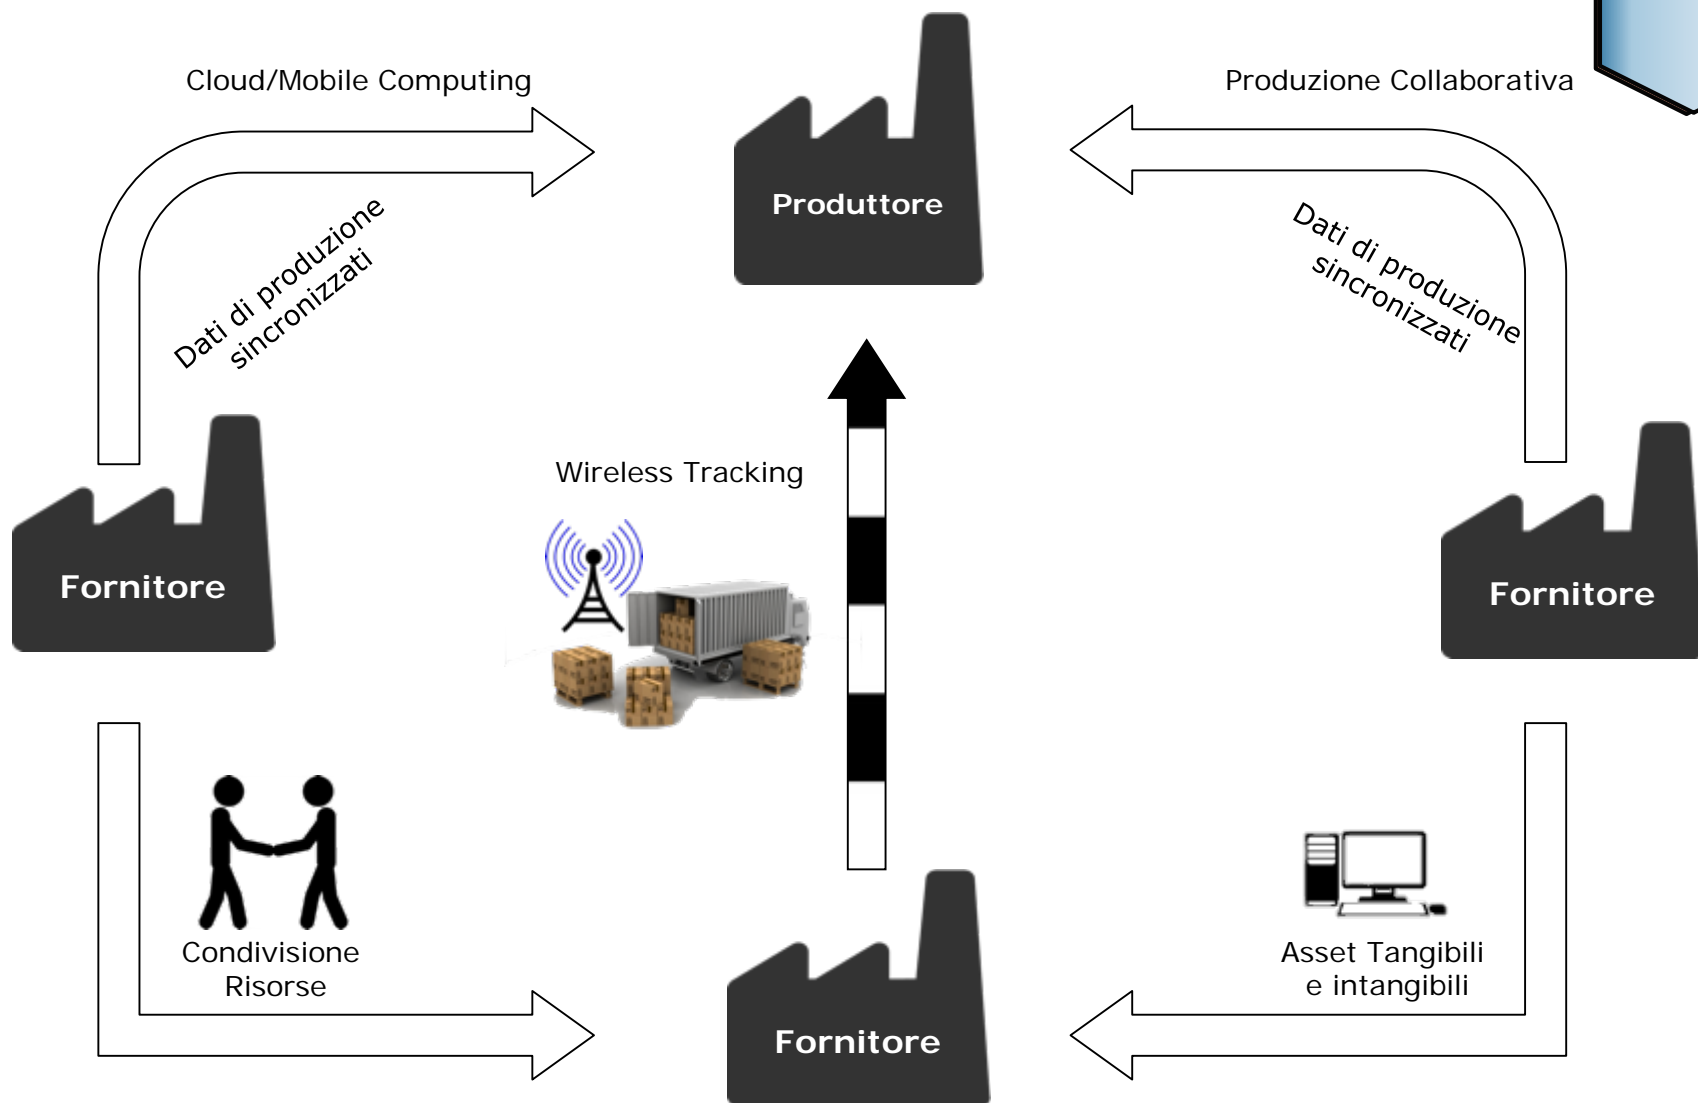 Cloud/Mobile Computing
Produzione Collaborativa
Produttore
Dati di produzione
sincronizzati
Dati di produzione
sincronizzati
Wireless Tracking
Fornitore
Fornitore
Condivisione
Risorse
Asset Tangibili
e intangibili
Fornitore